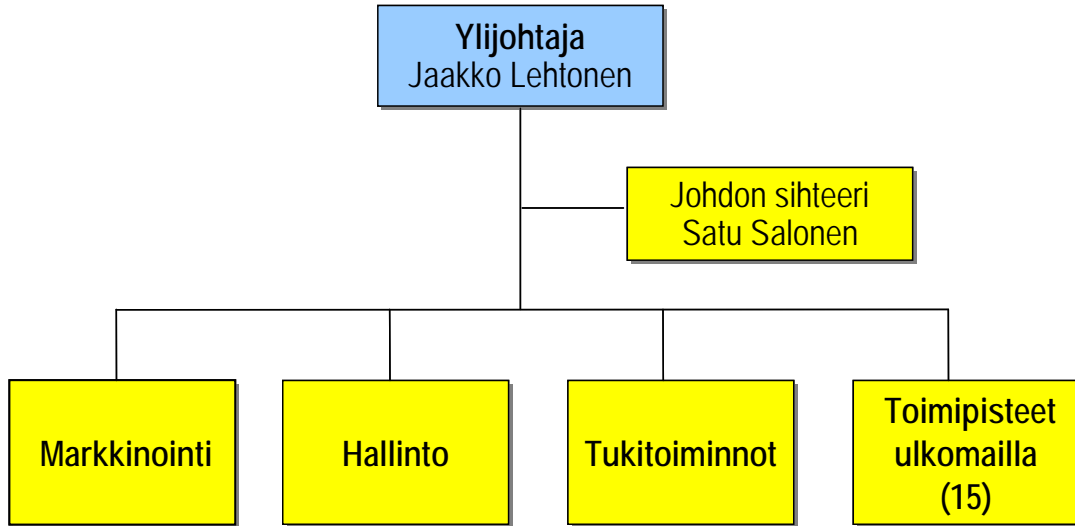 Ylijohtaja
Jaakko Lehtonen
Johdon sihteeri
Satu Salonen
Markkinointi
Hallinto
Tukitoiminnot
Toimipisteet
ulkomailla
(15)